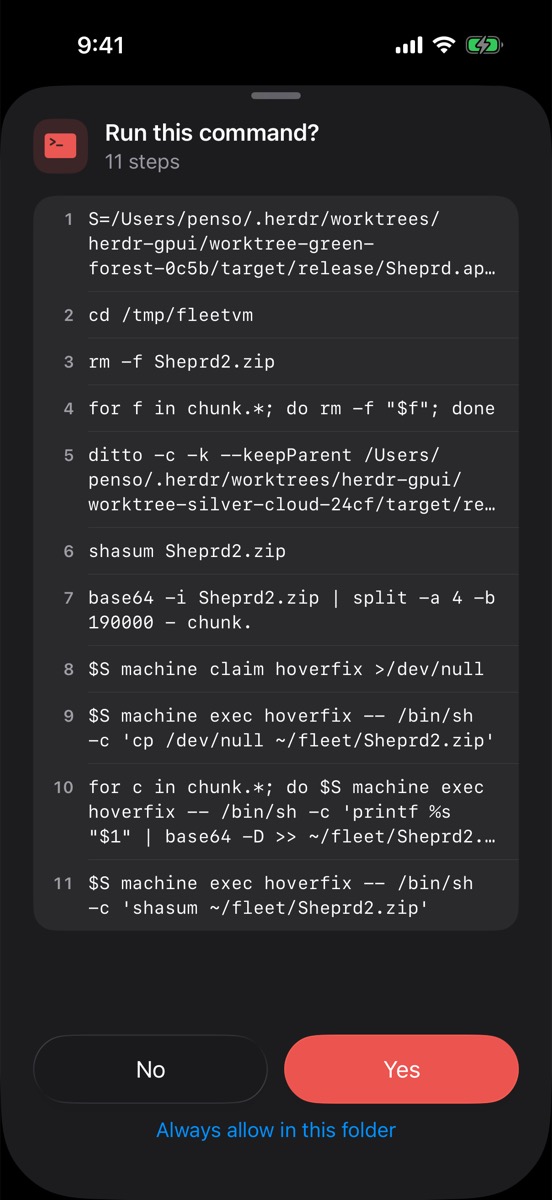 9:41
Run this command?
11 steps
1 S=/Users/penso/.herdr/worktrees/
herdr-gpui/worktree-green-
forest-0c5b/target/release/Sheprd.ap…
2 cd /tmp/fleetvm
3 rm -f Sheprd2.zip
4 for f in chunk.*; do rm -f "$f"; done
5 ditto -c -k --keepParent /Users/
penso/.herdr/worktrees/herdr-gpui/
worktree-silver-cloud-24cf/target/re…
6 shasum Sheprd2.zip
7 base64 -i Sheprd2.zip | split -a 4 -b
190000 - chunk.
8 $S machine claim hoverfix >/dev/null
9 $S machine exec hoverfix -- /bin/sh
-c 'cp /dev/null ~/fleet/Sheprd2.zip'
10 for c in chunk.*; do $S machine exec
hoverfix -- /bin/sh -c 'printf %s
"$1" | base64 -D >> ~/fleet/Sheprd2.…
11 $S machine exec hoverfix -- /bin/sh
-c 'shasum ~/fleet/Sheprd2.zip'
No
Yes
Always allow in this folder